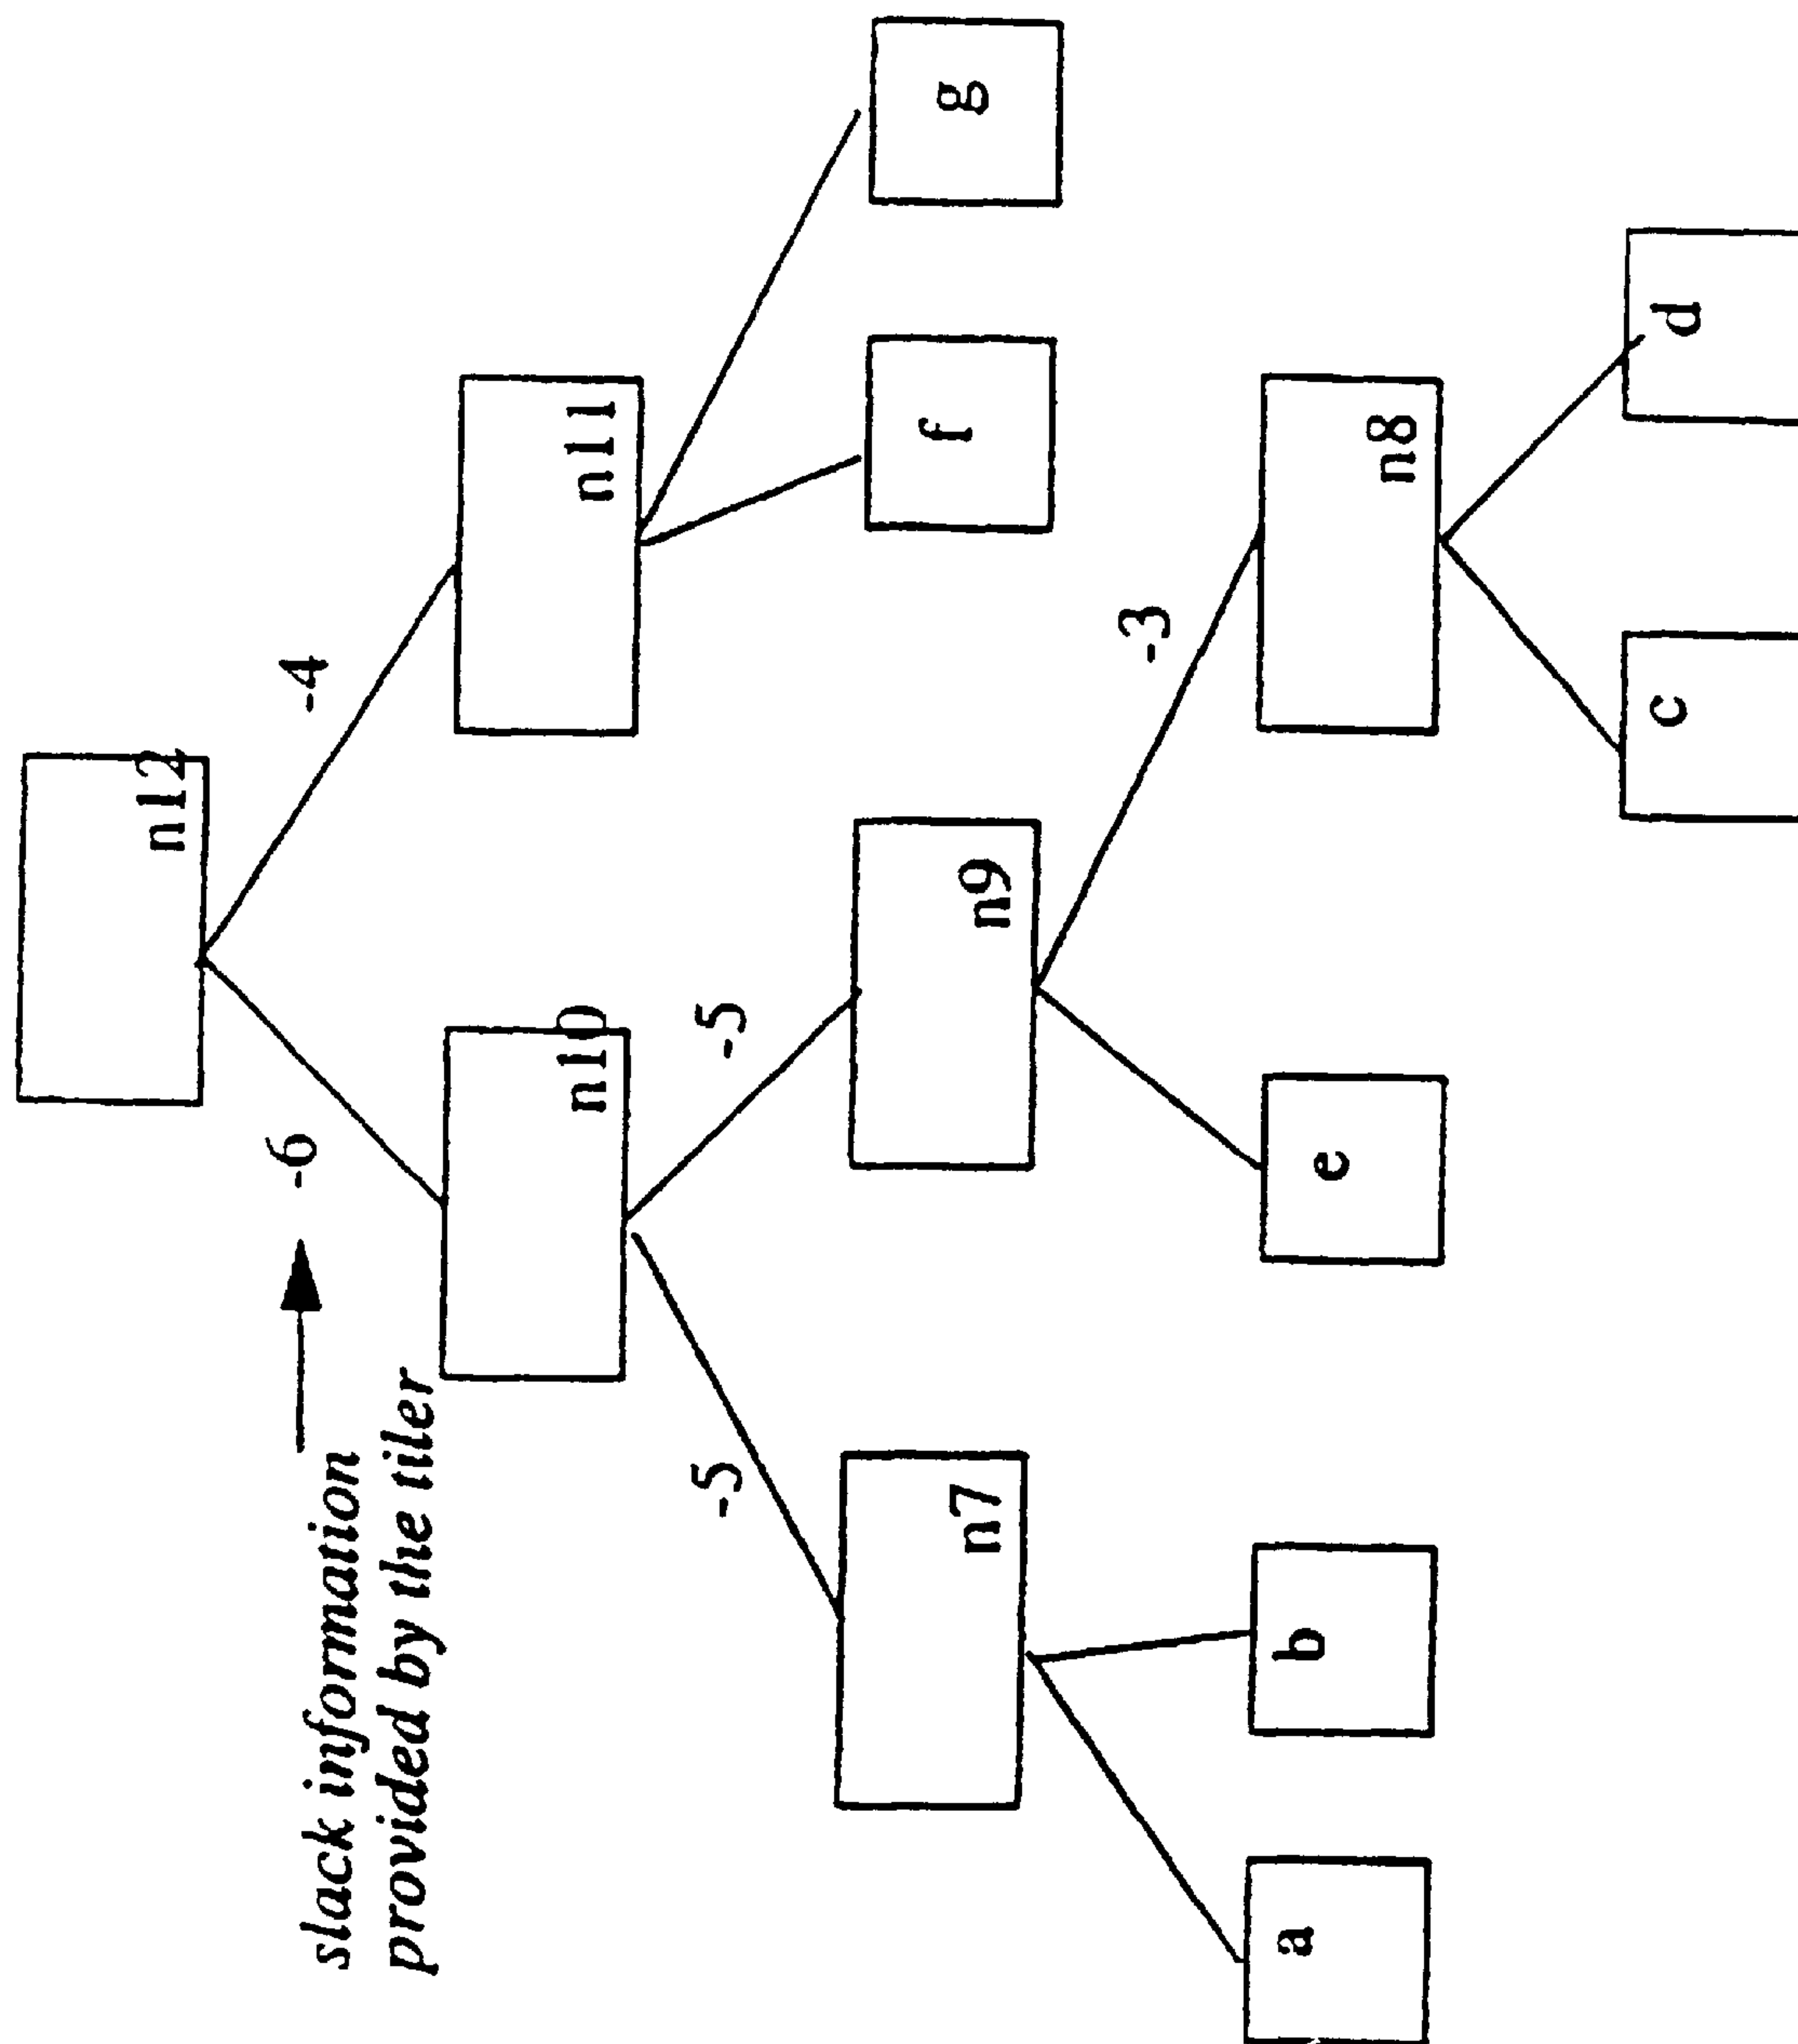 n12
slack information
provided by the tiler
-6
-4
n10
n11
-5
-5
n7
n9
f
g
-3
a
b
e
n8
c
d